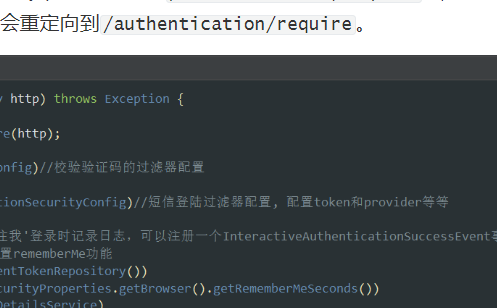 会重定向到/authentication/require。
http) throws Exception {
re(http);
onfig)//校验验证码的过滤器配置
tionSecurityConfig)//短信登陆过滤器配置, 配置token和provider等等
住我'登录时记录日志，可以注册一个InteractiveAuthenticationSuccessEvent
置rememberMe功能
entTokenRepository())
curityProperties.getBrowser().getRememberMeSeconds())
DetailsService)